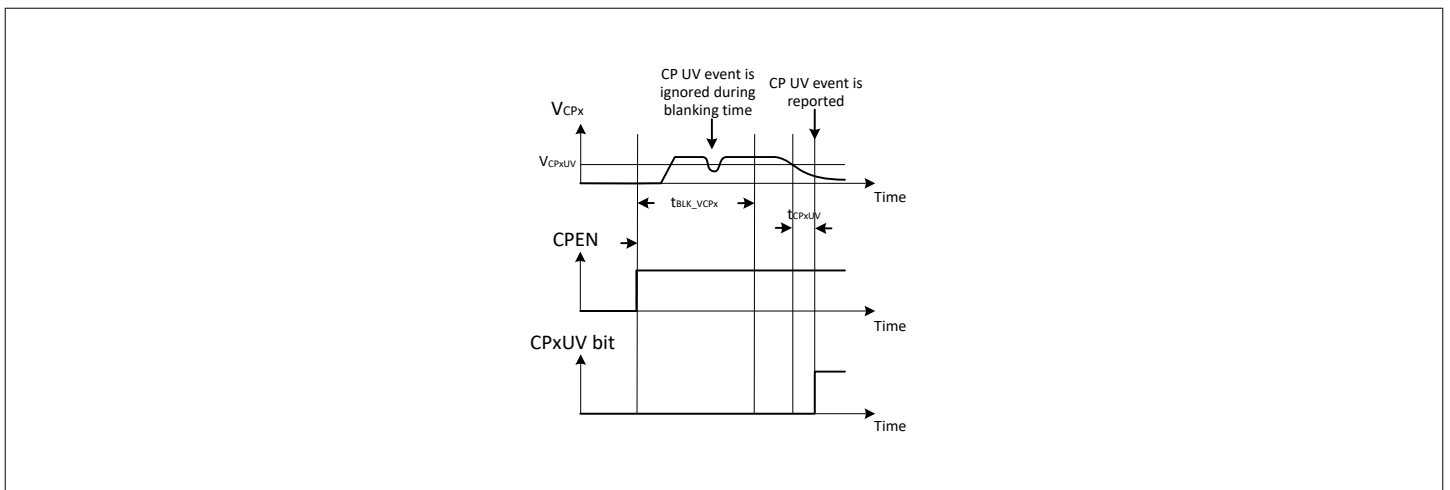 CP UV event is
ignored during
blanking time
CP UV event is
reported
VCPx
VCPxUV
Time
tBLK_VCPx
tCPxUV
CPEN
Time
CPxUV bit
Time